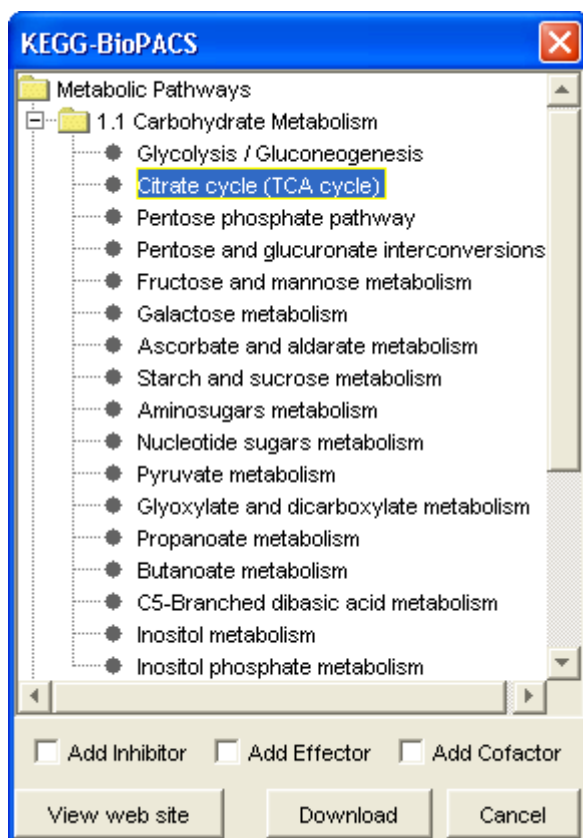 KEGG-BioPACS
Metabolic Pathways
1.1 Carbohydrate Metabolism
Glycolysis / Gluconeogenesis
Citrate cycle (TCA cycle)
Pentose phosphate pathway
Pentose and glucuronate interconversions
Fructose and mannose metabolism
Galactose metabolism
Ascorbate and aldarate metabolism
Starch and sucrose metabolism
Aminosugars metabolism
Nucleotide sugars metabolism
Pyruvate metabolism
Glyoxylate and dicarboxylate metabolism
Propanoate metabolism
Butanoate metabolism
C5-Branched dibasic acid metabolism
Inositol metabolism
Inositol phosphate metabolism
Add Inhibitor Add Effector Add Cofactor
View web site Download Cancel